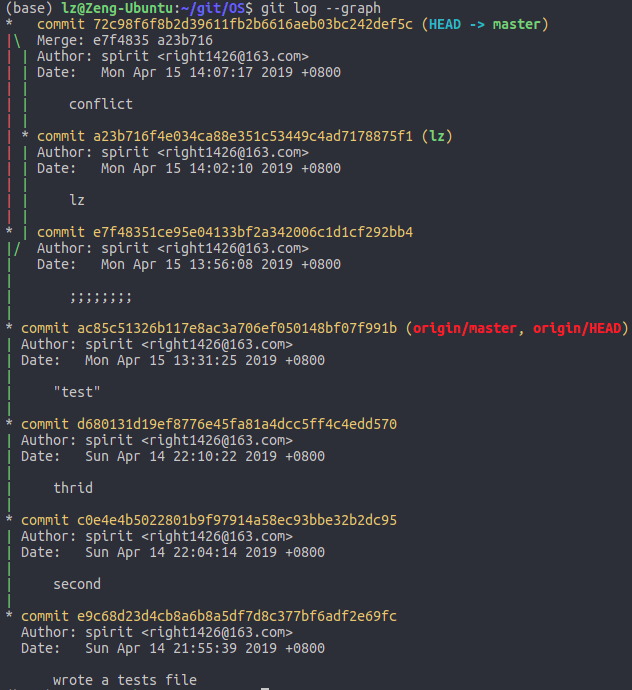 (base) lz@Zeng-Ubuntu:~/git/OS$ git log --graph
*   commit 72c98f6f8b2d39611fb2b6616aeb03bc242def5c (HEAD -> master)
|\  Merge: e7f4835 a23b716
| | Author: spirit <right1426@163.com>
| | Date:   Mon Apr 15 14:07:17 2019 +0800
| |
| |     conflict
| |
| * commit a23b716f4e034ca88e351c53449c4ad7178875f1 (lz)
| | Author: spirit <right1426@163.com>
| | Date:   Mon Apr 15 14:02:10 2019 +0800
| |
| |     lz
| |
* | commit e7f48351ce95e04133bf2a342006c1d1cf292bb4
|/  Author: spirit <right1426@163.com>
|   Date:   Mon Apr 15 13:56:08 2019 +0800
|
|       ;;;;;;;;
|
* commit ac85c51326b117e8ac3a706ef050148bf07f991b (origin/master, origin/HEAD)
| Author: spirit <right1426@163.com>
| Date:   Mon Apr 15 13:31:25 2019 +0800
|
|     "test"
|
* commit d680131d19ef8776e45fa81a4dcc5ff4c4edd570
| Author: spirit <right1426@163.com>
| Date:   Sun Apr 14 22:10:22 2019 +0800
|
|     thrid
|
* commit c0e4e4b5022801b9f97914a58ec93bbe32b2dc95
| Author: spirit <right1426@163.com>
| Date:   Sun Apr 14 22:04:14 2019 +0800
|
|     second
|
* commit e9c68d23d4cb8a6b8a5df7d8c377bf6adf2e69fc
  Author: spirit <right1426@163.com>
  Date:   Sun Apr 14 21:55:39 2019 +0800

      wrote a tests file